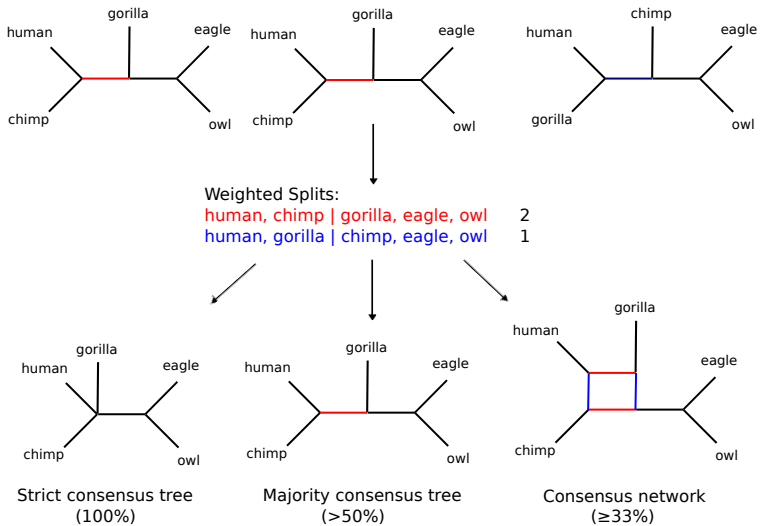 gorilla
human
eagle
chimp
owl
gorilla
human
eagle
chimp
owl
chimp
human
eagle
gorilla
owl
Weighted Splits:
human, chimp | gorilla, eagle, owl 2
human, gorilla | chimp, eagle, owl 1
gorilla
human
eagle
chimp
owl
Strict consensus tree
(100%)
gorilla
human
eagle
chimp
owl
Majority consensus tree
(>50%)
gorilla
human
eagle
chimp
owl
Consensus network
(≥33%)